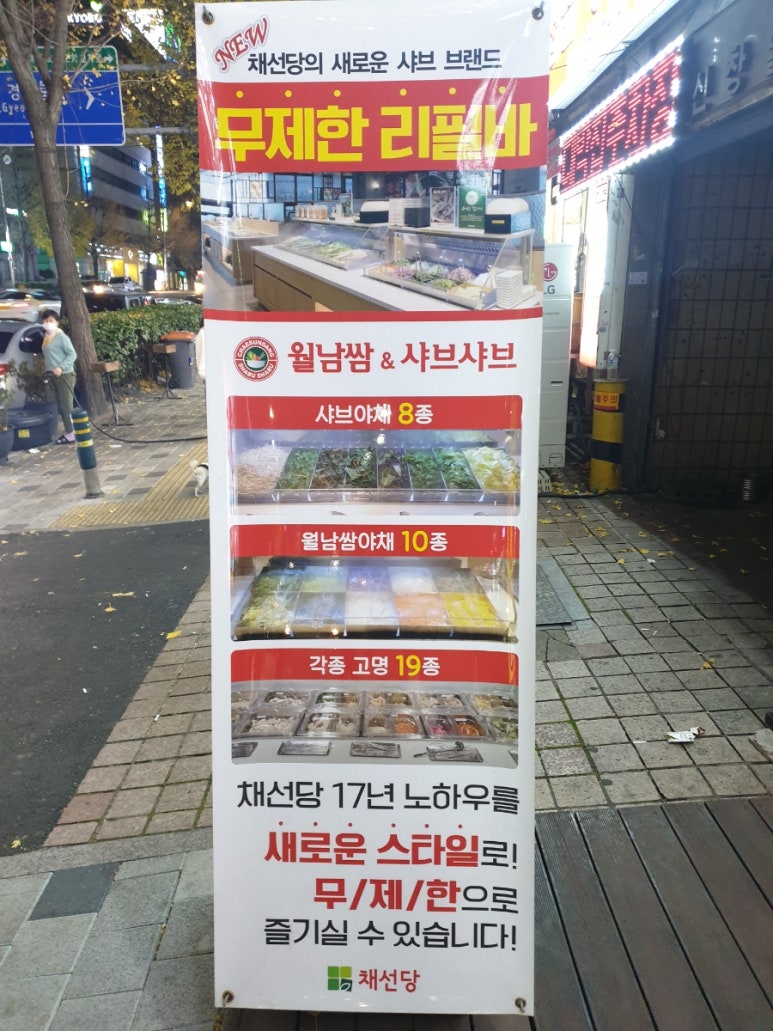 NEW
채선당의 새로운 샤브 브랜드
무제한 리필바
CHAESUNDANG
월남쌈 & 샤브샤브
샤브야채 8종
월남쌈야채 10종
각종 고명 19종
채선당 17년 노하우를
새로운 스타일로!
무/제/한으로
즐기실 수 있습니다!
채선당
LG